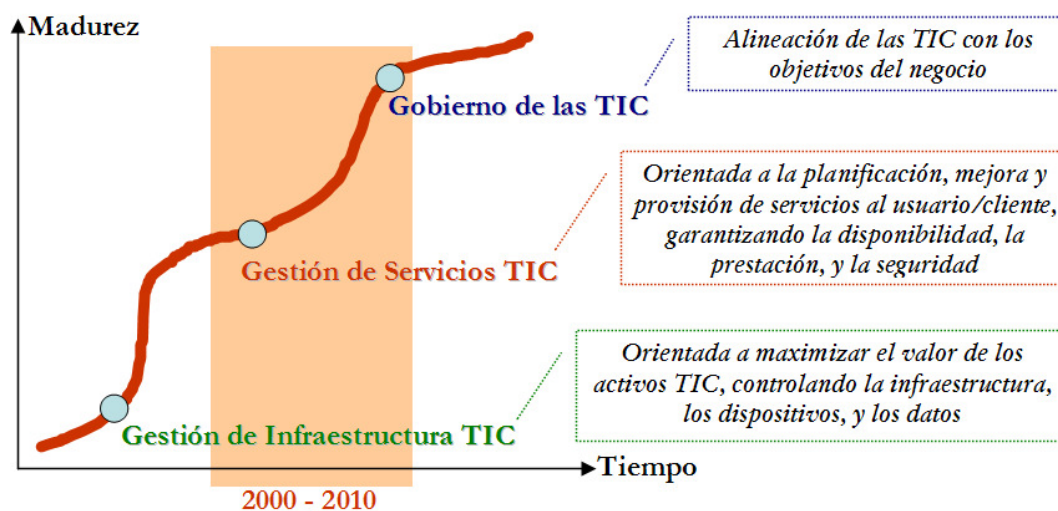 Madurez
Alineación de las TIC con los
objetivos del negocio
Gobierno de las TIC
Orientada a la planificación, mejora y
provisión de servicios al usuario/cliente,
garantizando la disponibilidad, la
prestación, y la seguridad
Gestión de Servicios TIC
Orientada a maximizar el valor de los
activos TIC, controlando la infraestructura,
los dispositivos, y los datos
Gestión de Infraestructura TIC
Tiempo
2000 - 2010